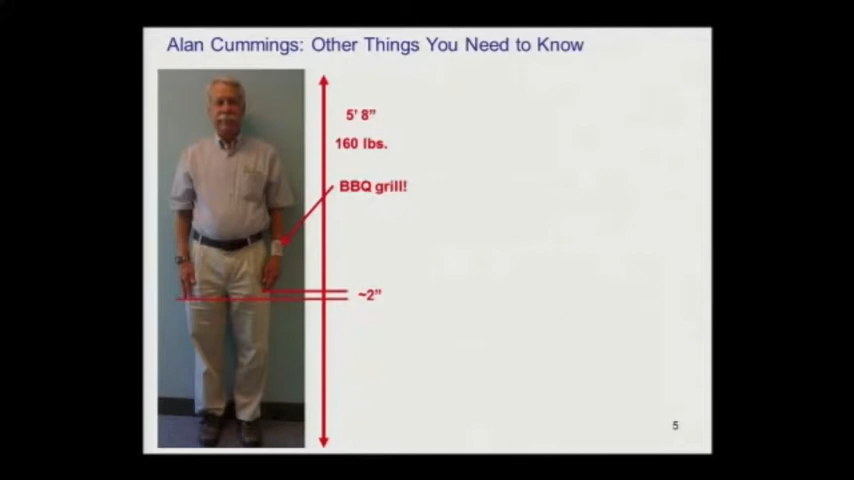 Alan Cummings: Other Things You Need to Know
5' 8"
160 lbs.
BBQ grill!
~2"
5